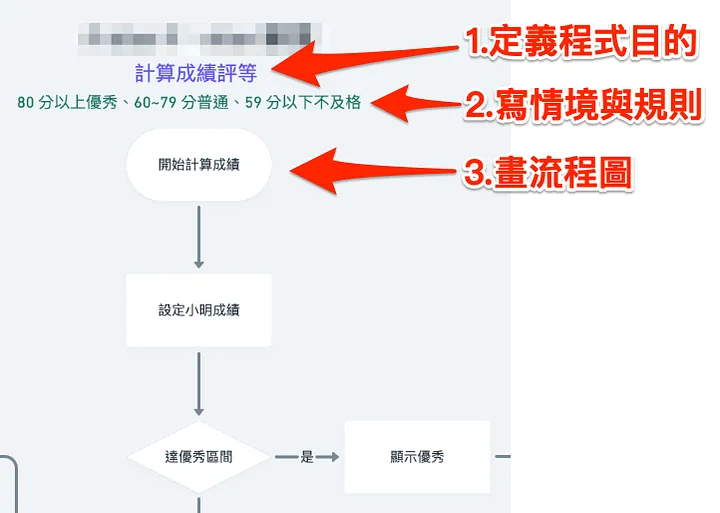 1.定義程式目的
計算成績評等
80 分以上優秀、60~79 分普通、59 分以下不及格
2.寫情境與規則
開始計算成績
3.畫流程圖
設定小明成績
達優秀區間
是
顯示優秀